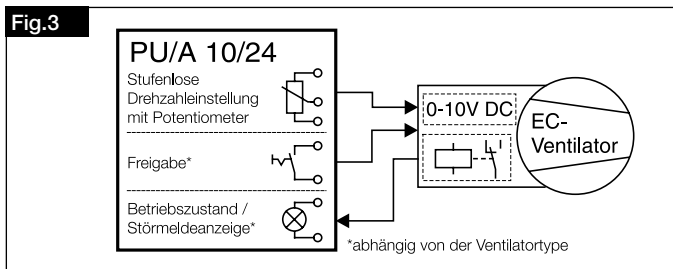 Fig.3
PU/A 10/24
Stufenlose
Drehzahleinstellung
mit Potentiometer
Freigabe*
Betriebszustand /
Störmeldeanzeige*
0-10V DC
EC-
Ventilator
*abhängig von der Ventilatortype